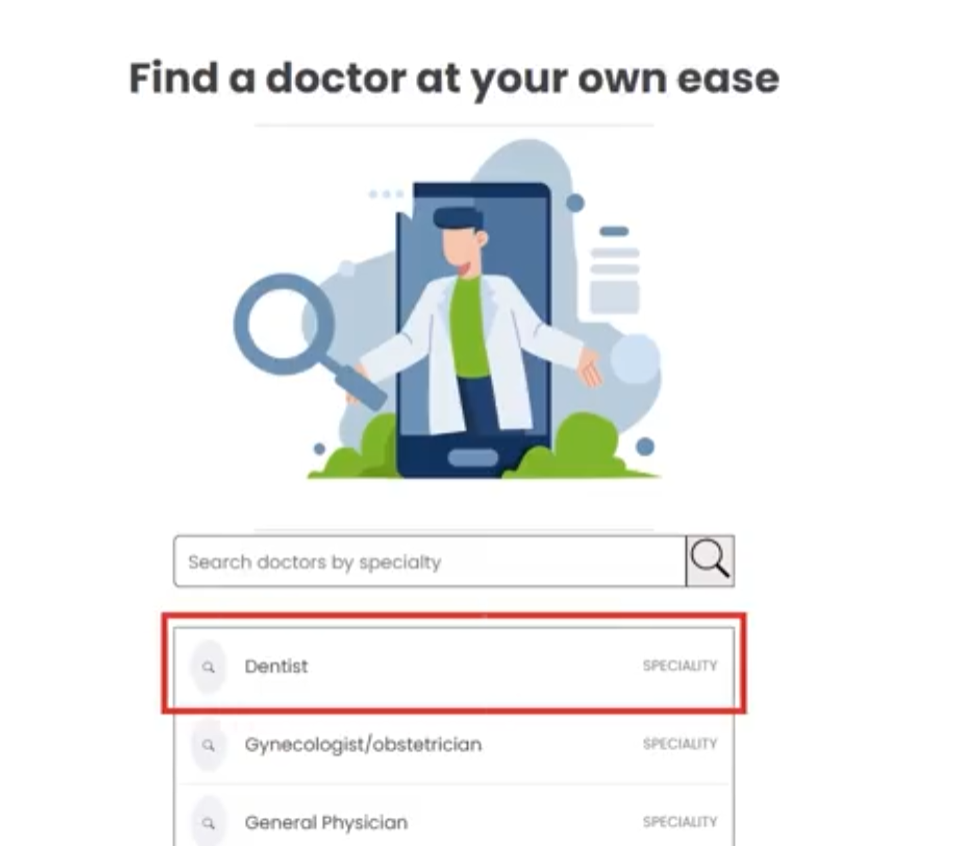 Find a doctor at your own ease
Search doctors by specialty
Dentist SPECIALITY
Gynecologist/obstetrician SPECIALITY
General Physician SPECIALITY